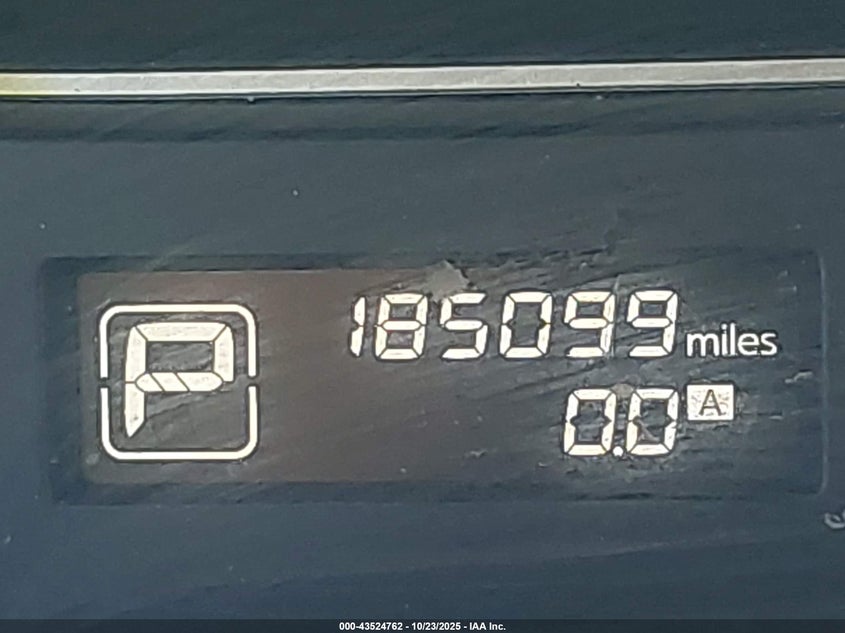 P
185099 miles
0.0 A
000-43524762 - 10/23/2025 - IAA Inc.